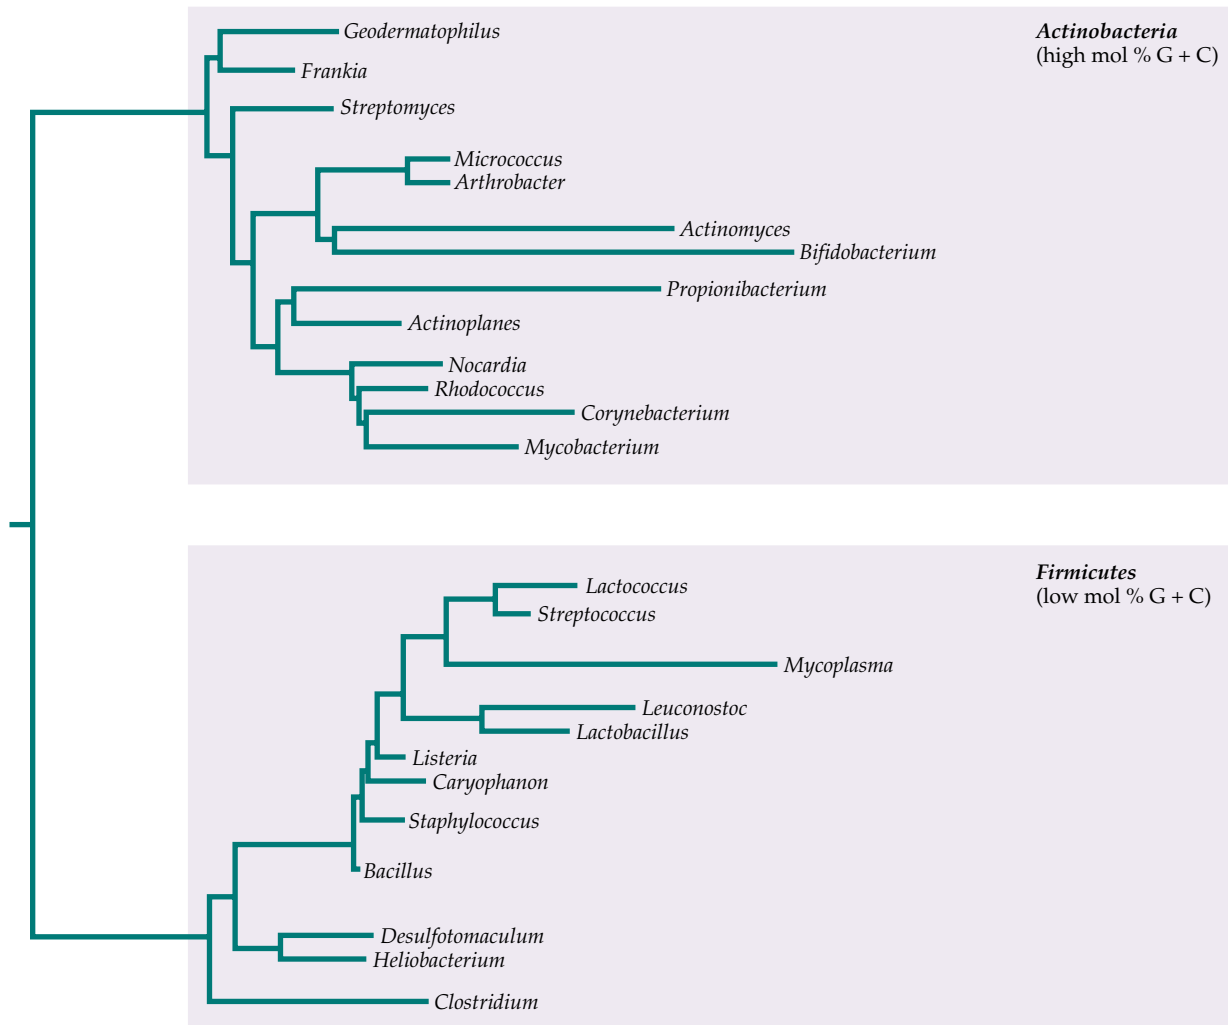 Geodermatophilus
Actinobacteria
(high mol % G + C)
Frankia
Streptomyces
Micrococcus
Arthrobacter
Actinomyces
Bifidobacterium
Propionibacterium
Actinoplanes
Nocardia
Rhodococcus
Corynebacterium
Mycobacterium
Firmicutes
(low mol % G + C)
Lactococcus
Streptococcus
Mycoplasma
Leuconostoc
Lactobacillus
Listeria
Caryophanon
Staphylococcus
Bacillus
Desulfotomaculum
Heliobacterium
Clostridium